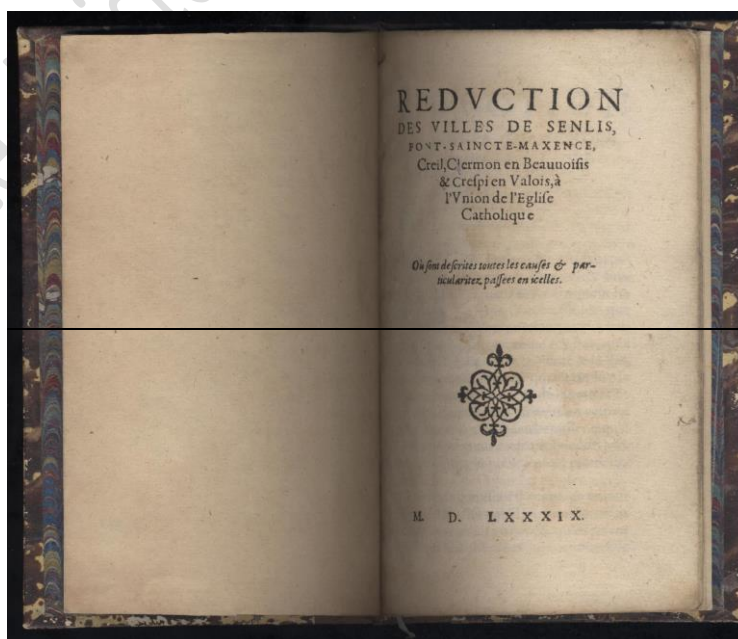 REDVCTION
DES VILLES DE SENLIS,
PONT-SAINCTE-MAXENCE,
Creil, Clermon en Beauuoiſis
& Creſpi en Valois, à
l'Vnion de l'Egliſe
Catholique
Où ſont deſcrites toutes les cauſes & par-
ticularitez paſſees en icelles.
M. D. LXXXIX.